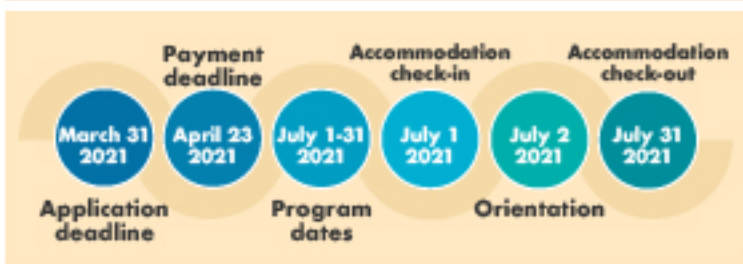 March 31
2021
Application
deadline
Payment
deadline
April 23
2021
July 1-31
2021
Program
dates
Accommodation
check-in
July 1
2021
July 2
2021
Orientation
Accommodation
check-out
July 31
2021